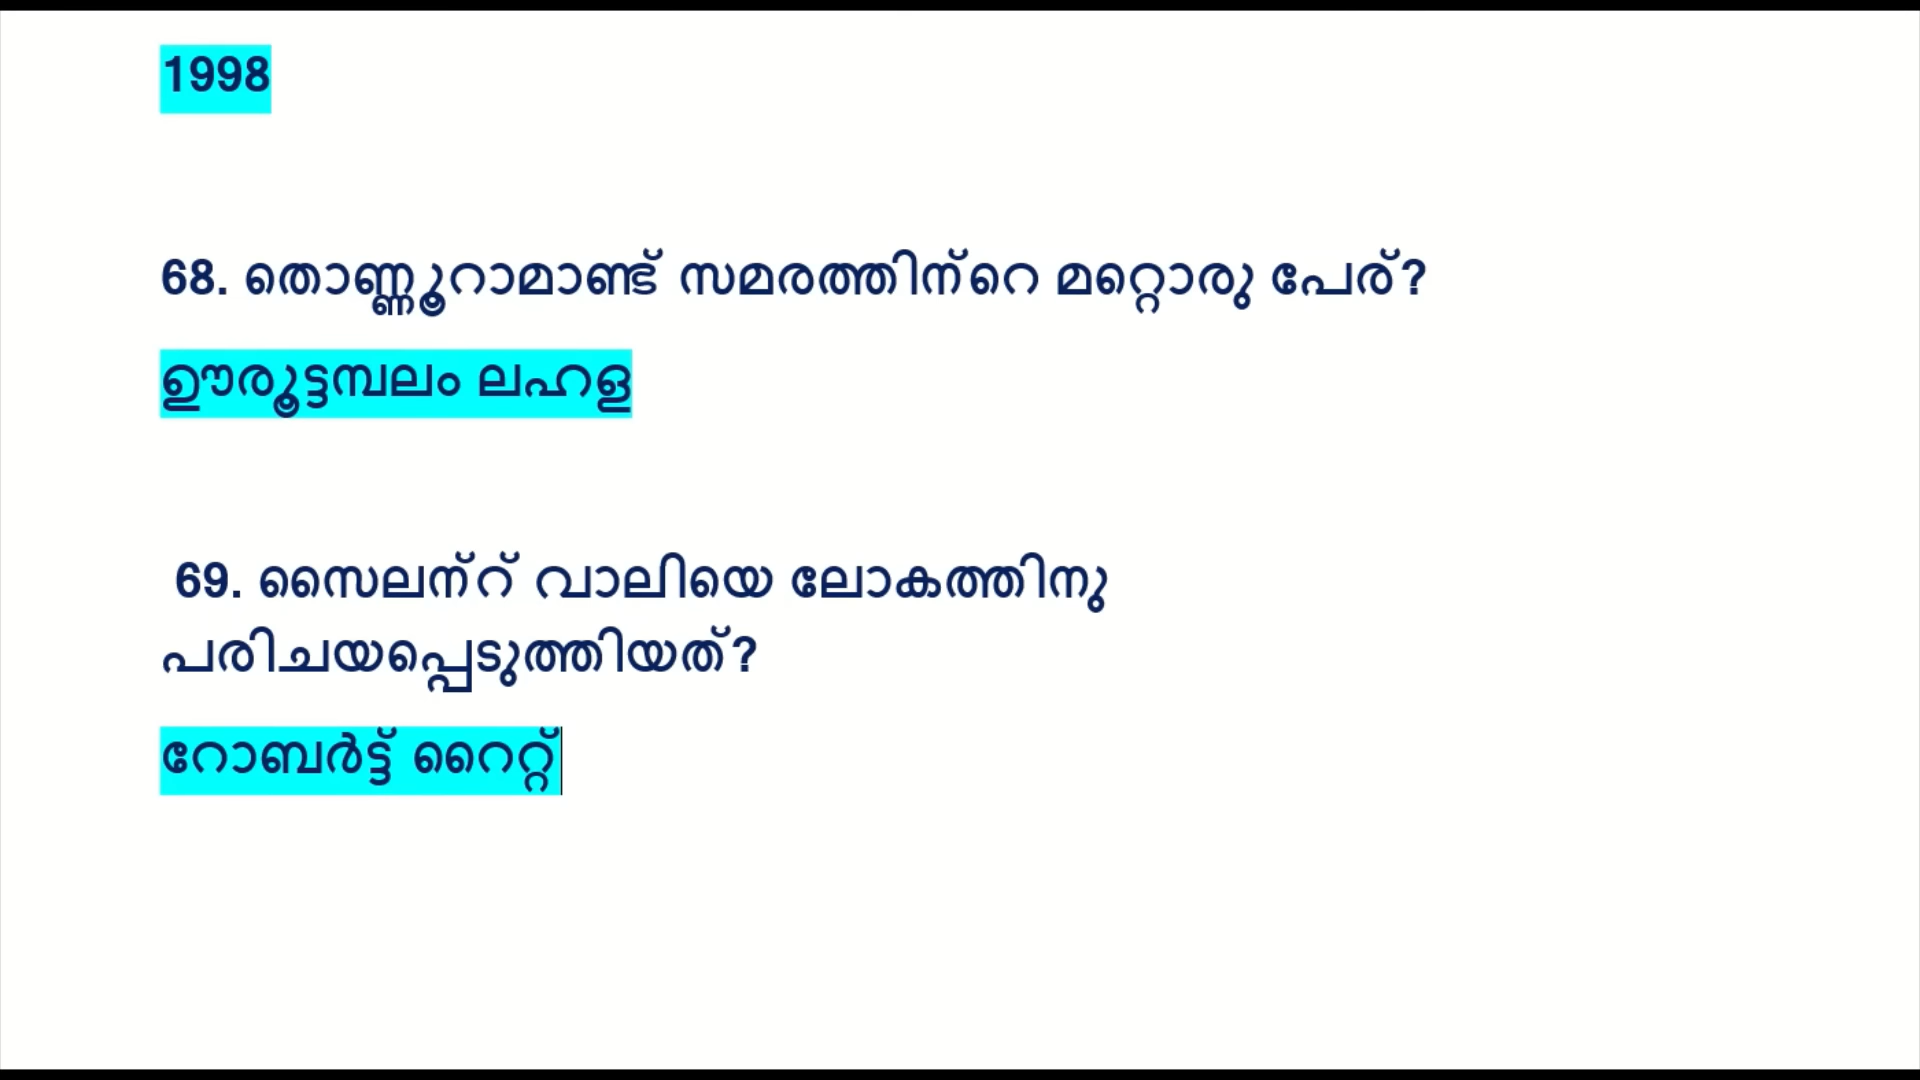 1998
68. തൊണ്ണൂറാമാണ്ട് സമരത്തിന്റെ മറ്റൊരു പേര്?
ഊരൂട്ടമ്പലം ലഹള
69. സൈലന്റ് വാലിയെ ലോകത്തിനു
പരിചയപ്പെടുത്തിയത്?
റോബർട്ട് റൈറ്റ്